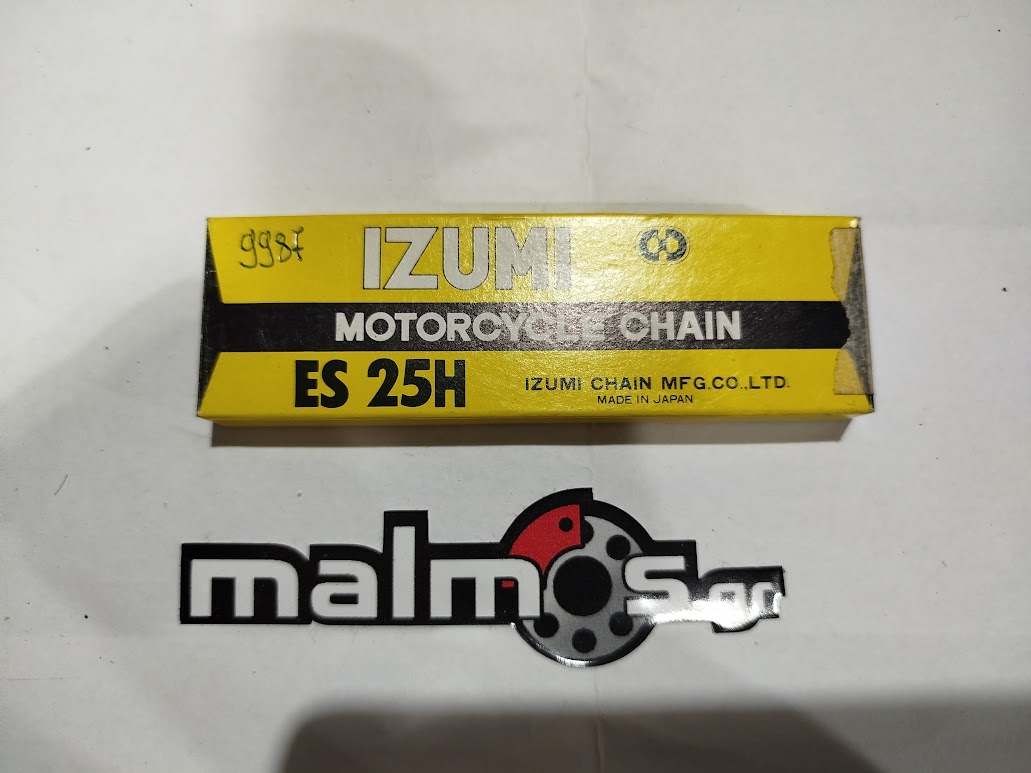 9987
IZUMI
MOTORCYCLE CHAIN
ES 25H
IZUMI CHAIN MFG.CO.,LTD.
MADE IN JAPAN
malmos.gr